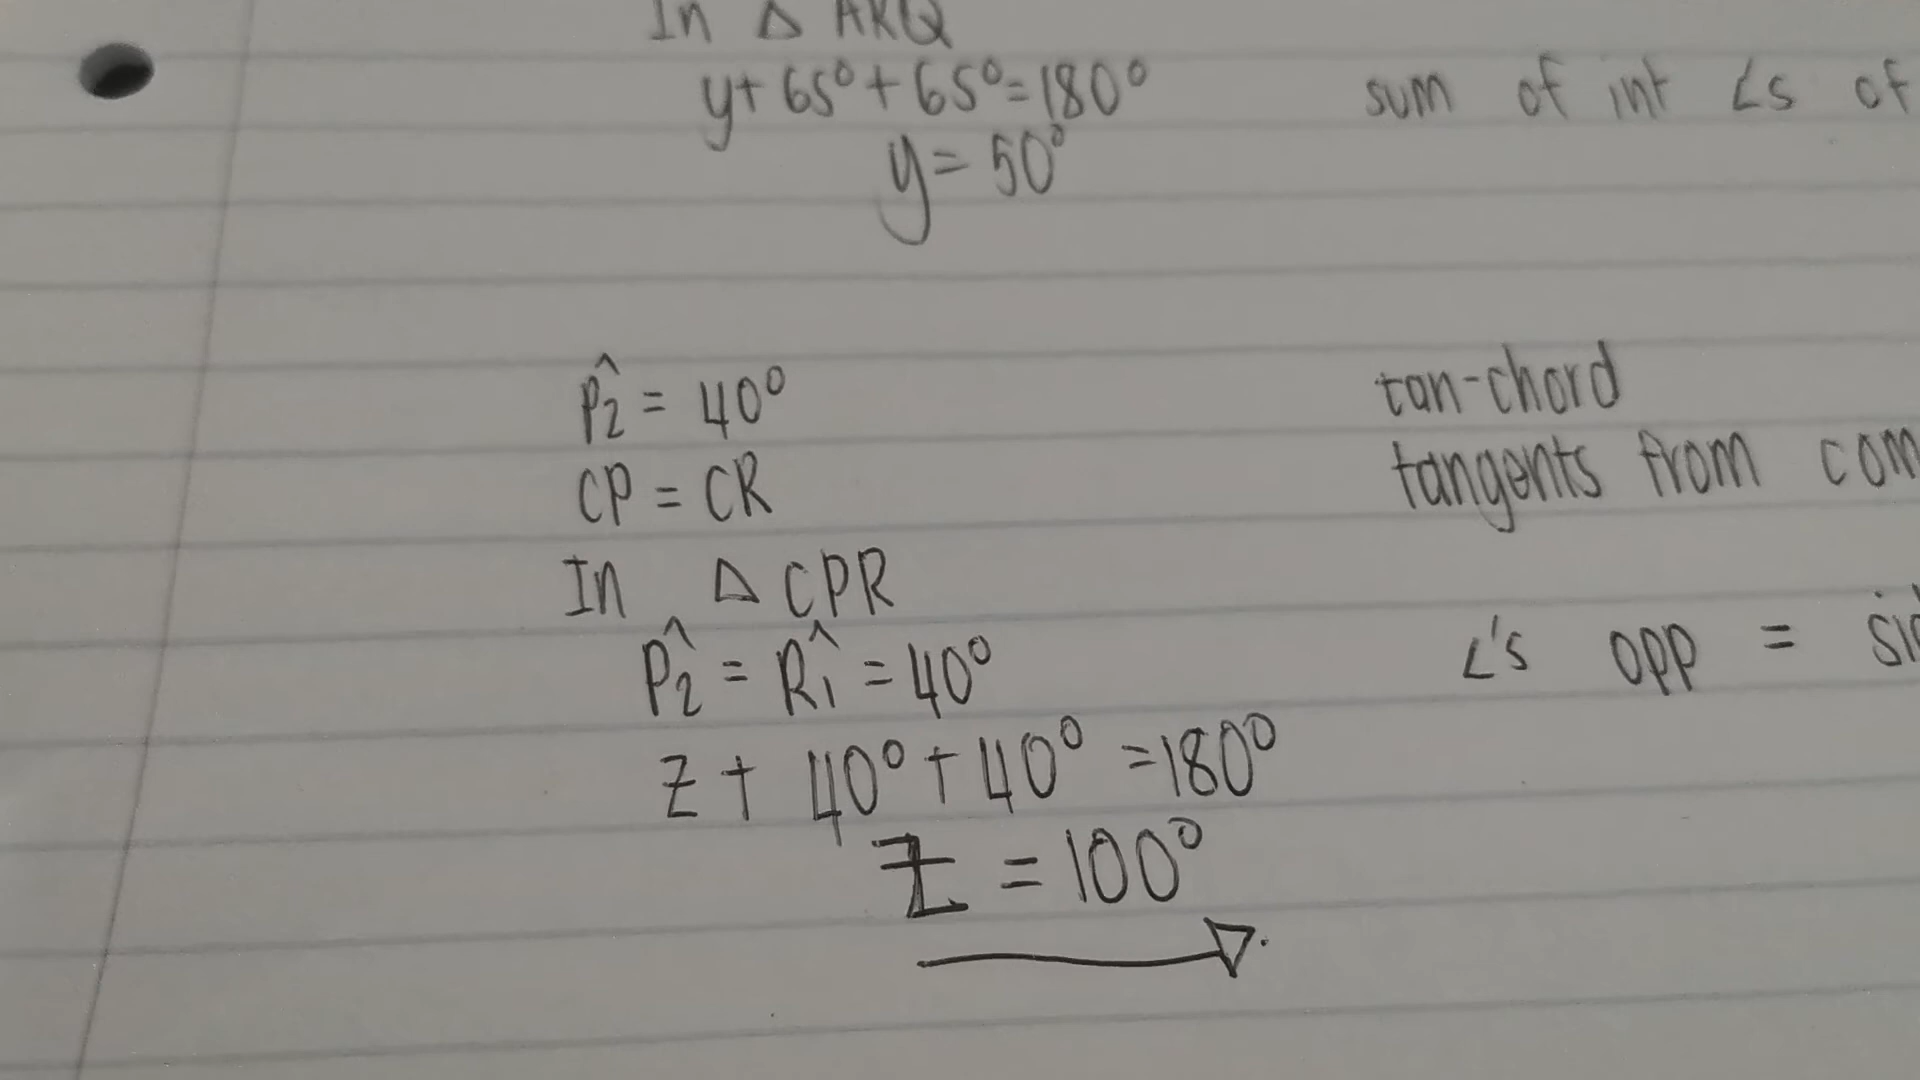 In △ ARQ
y + 65° + 65° = 180° sum of int ∠s of
y = 50°
P̂2 = 40° tan-chord
CP = CR tangents from com
In △ CPR
P̂2 = R̂1 = 40° ∠'s opp = sid
z + 40° + 40° = 180°
z = 100°